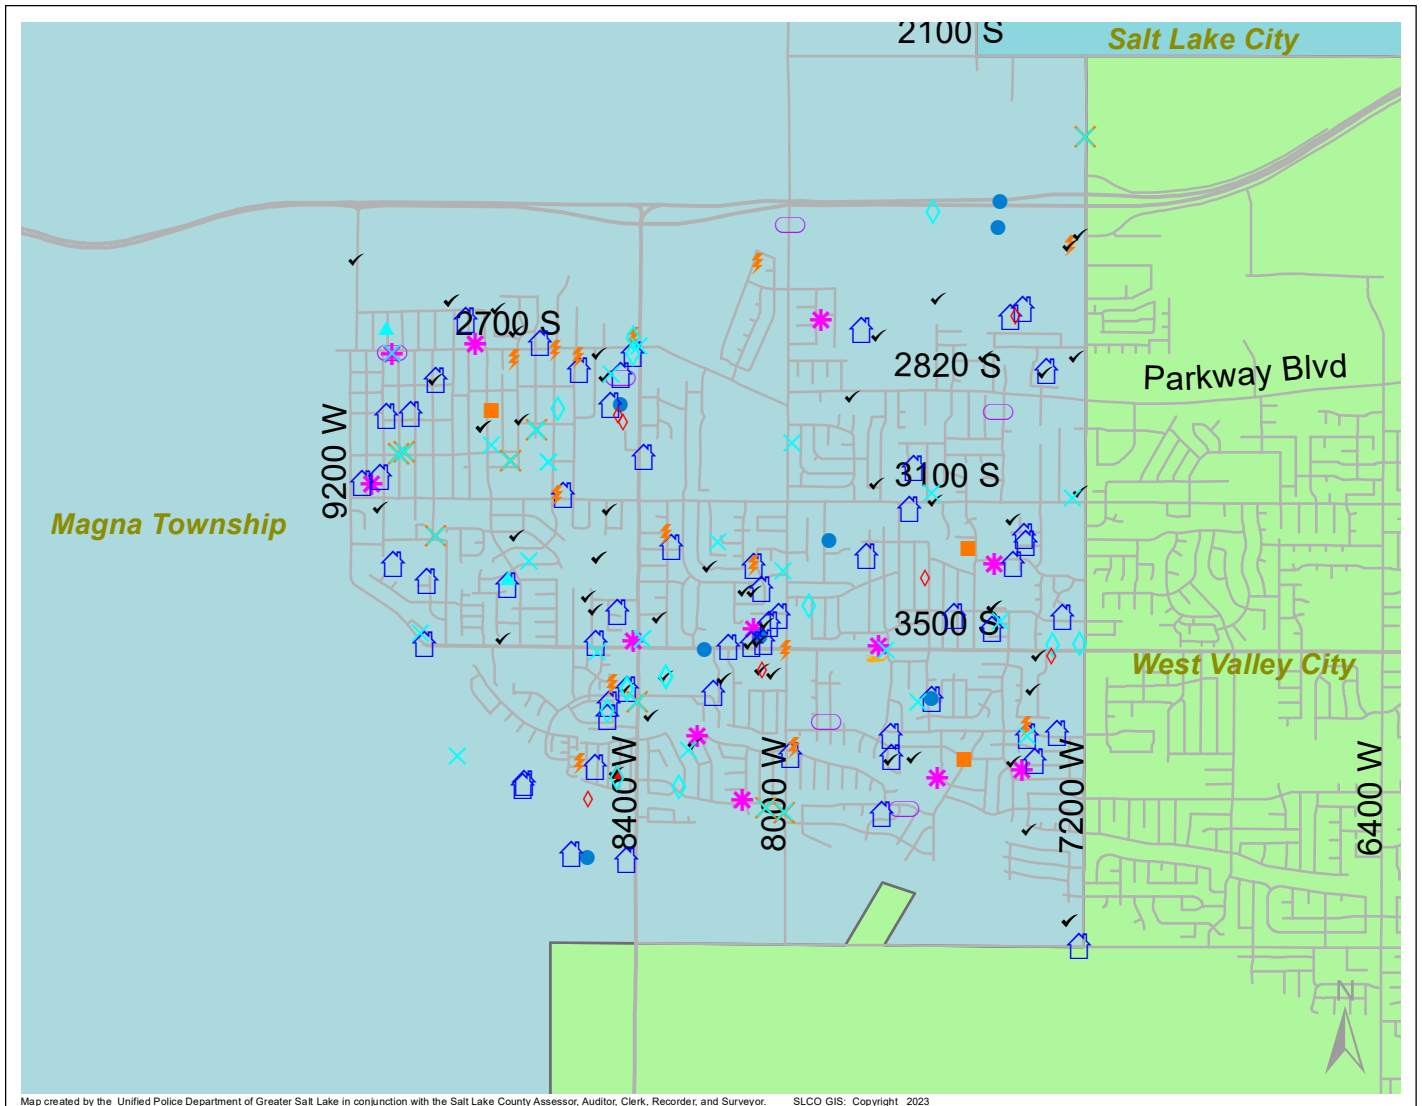 2100 S
Salt Lake City
2700 S
2820 S
Parkway Blvd
9200 W
3100 S
Magna Township
3500 S
West Valley City
8400 W
8000 W
7200 W
6400 W
N
Map created by the Unified Police Department of Greater Salt Lake in conjunction with the Salt Lake County Assessor, Auditor, Clerk, Recorder, and Surveyor. SLCO GIS: Copyright 2023